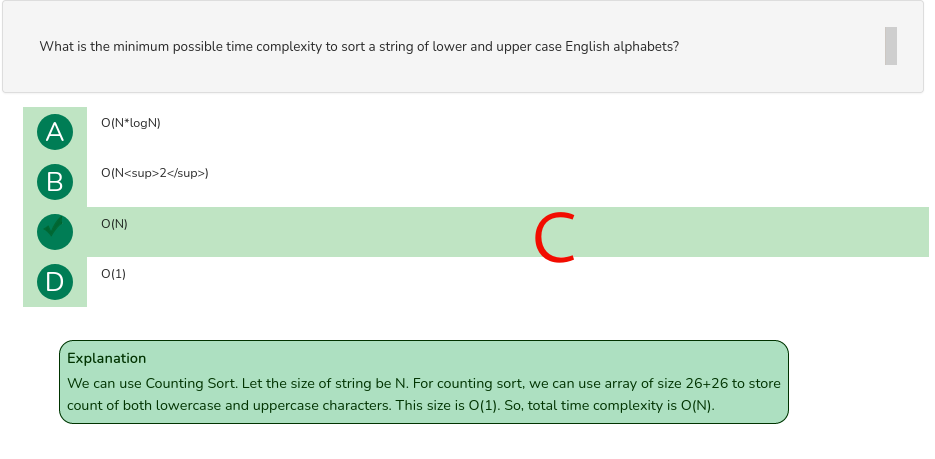 What is the minimum possible time complexity to sort a string of lower and upper case English alphabets?
A O(N*logN)
B O(N<sup>2</sup>)
O(N) C
D O(1)
Explanation
We can use Counting Sort. Let the size of string be N. For counting sort, we can use array of size 26+26 to store
count of both lowercase and uppercase characters. This size is O(1). So, total time complexity is O(N).